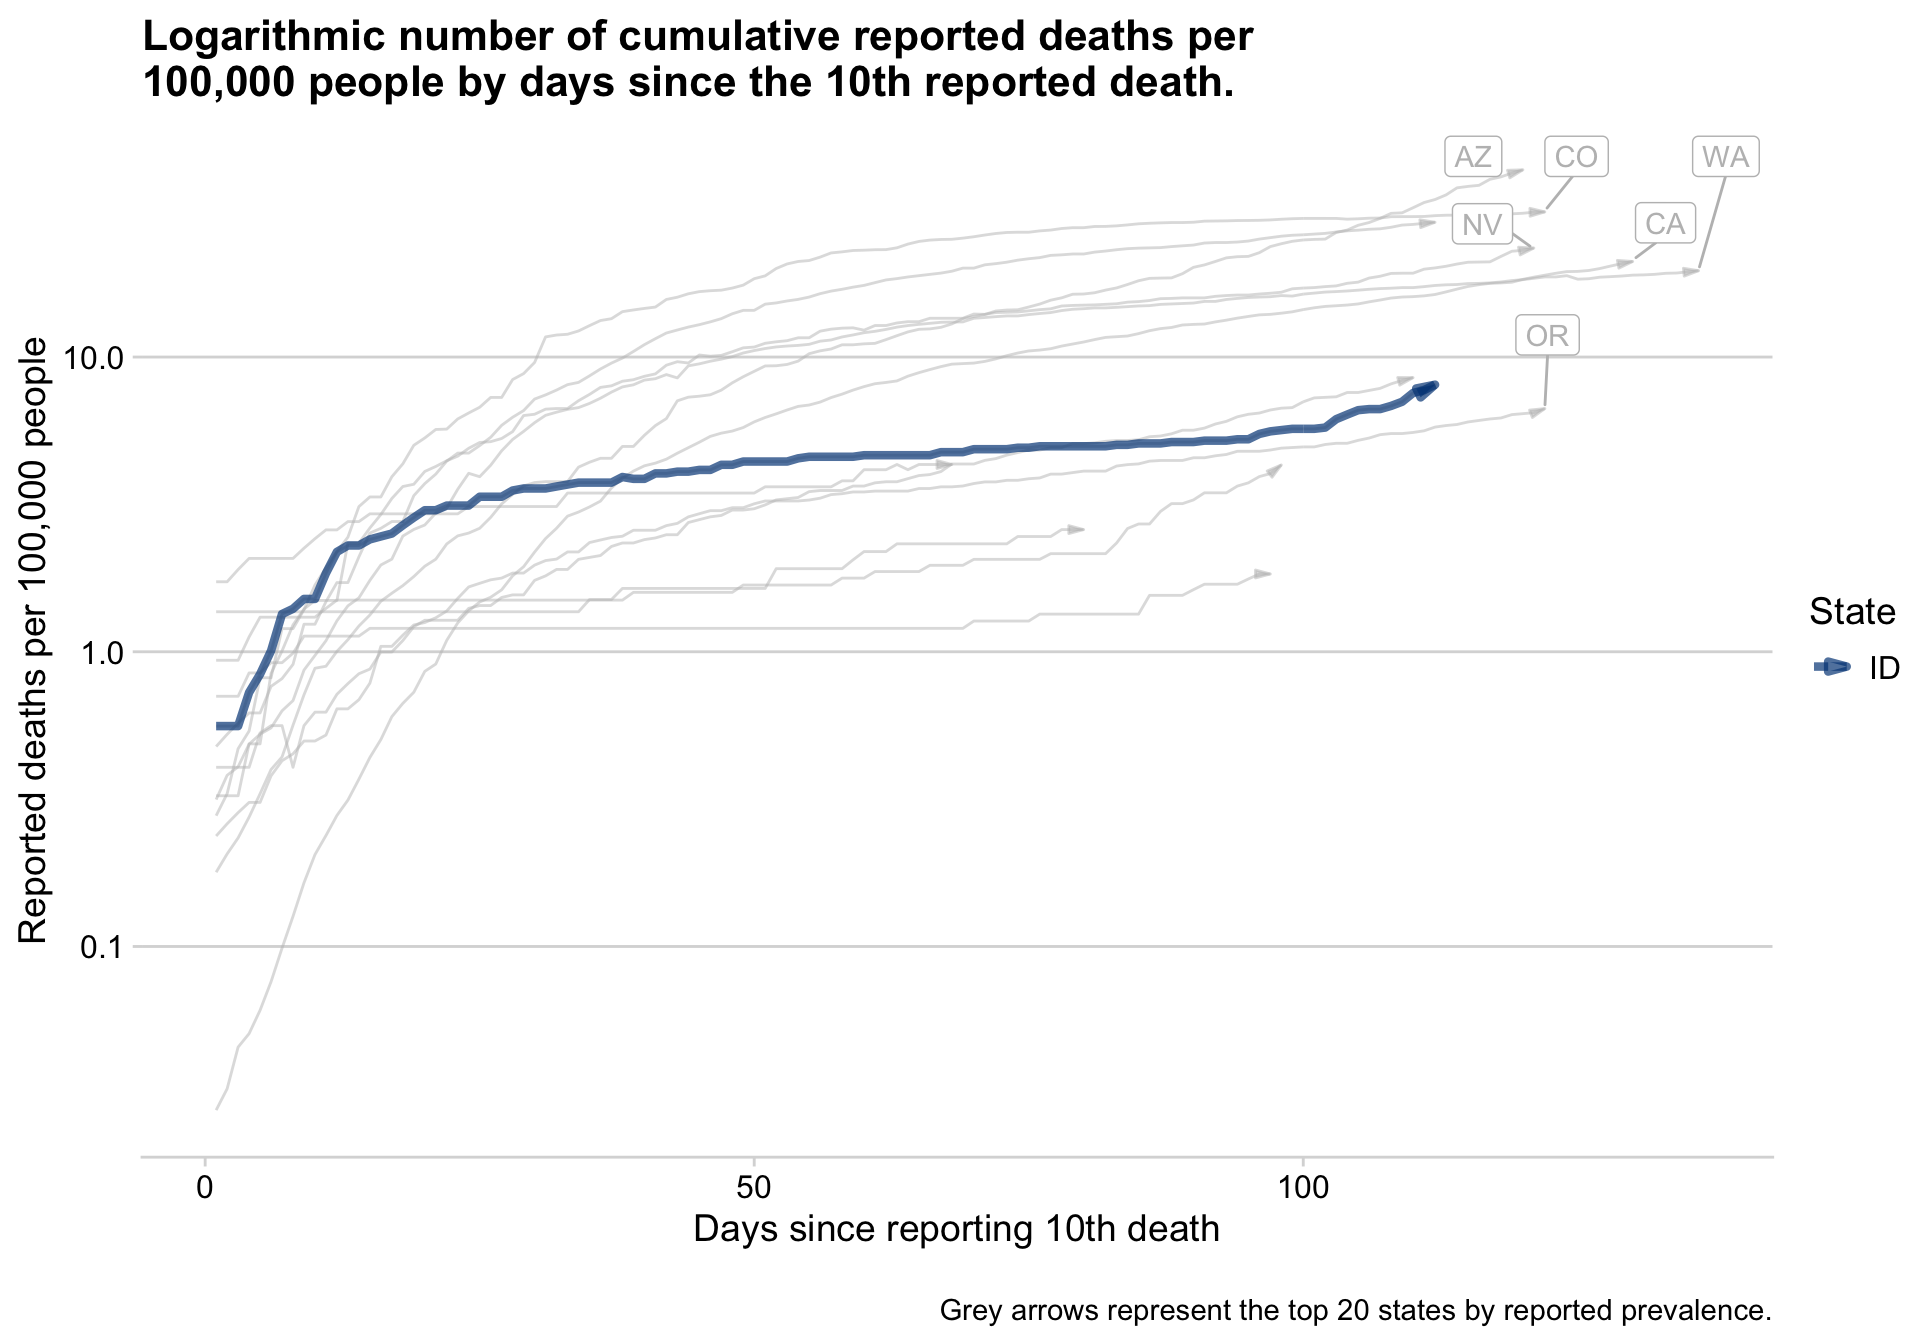 Logarithmic number of cumulative reported deaths per
100,000 people by days since the 10th reported death.
AZ
CO
WA
NV
CA
OR
10.0
1.0
0.1
Reported deaths per 100,000 people
State
ID
0
50
100
Days since reporting 10th death
Grey arrows represent the top 20 states by reported prevalence.